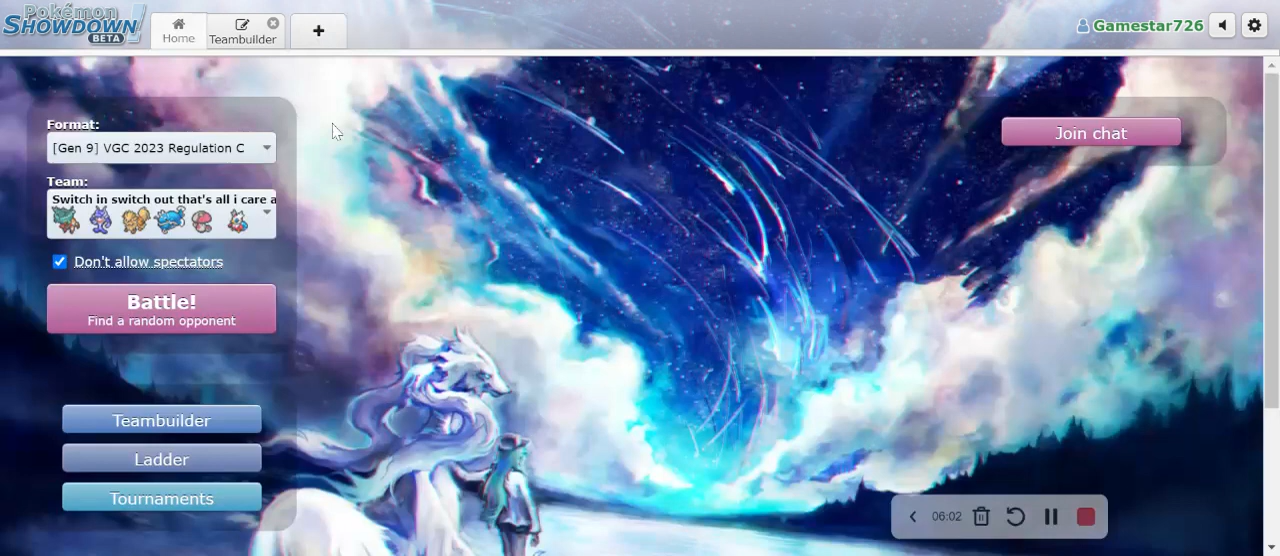 Pokémon
SHOWDOWN!
BETA
Home
Teambuilder
+
Gamestar726
Format:
[Gen 9] VGC 2023 Regulation C
Team:
Switch in switch out that's all i care a
Don't allow spectators
Battle!
Find a random opponent
Teambuilder
Ladder
Tournaments
Join chat
06:02